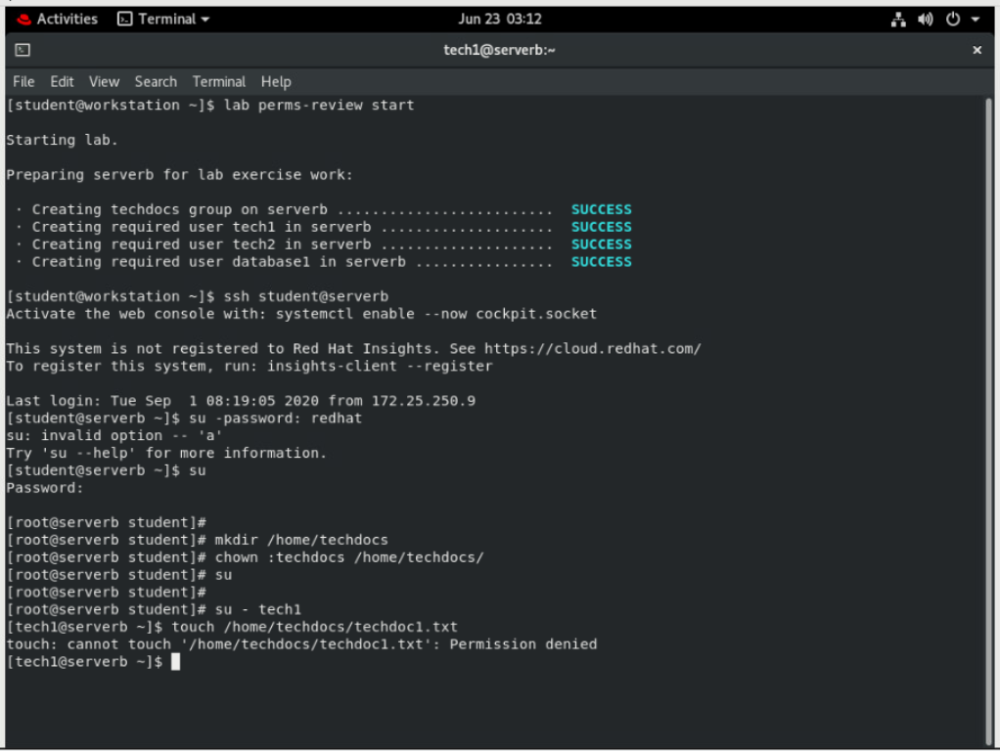 Activities Terminal Jun 23 03:12
tech1@serverb:~
File Edit View Search Terminal Help
[student@workstation ~]$ lab perms-review start
Starting lab.
Preparing serverb for lab exercise work:
· Creating techdocs group on serverb ......................... SUCCESS
· Creating required user tech1 in serverb .................... SUCCESS
· Creating required user tech2 in serverb .................... SUCCESS
· Creating required user database1 in serverb ................ SUCCESS
[student@workstation ~]$ ssh student@serverb
Activate the web console with: systemctl enable --now cockpit.socket
This system is not registered to Red Hat Insights. See https://cloud.redhat.com/
To register this system, run: insights-client --register
Last login: Tue Sep  1 08:19:05 2020 from 172.25.250.9
[student@serverb ~]$ su -password: redhat
su: invalid option -- 'a'
Try 'su --help' for more information.
[student@serverb ~]$ su
Password:
[root@serverb student]#
[root@serverb student]# mkdir /home/techdocs
[root@serverb student]# chown :techdocs /home/techdocs/
[root@serverb student]# su
[root@serverb student]#
[root@serverb student]# su - tech1
[tech1@serverb ~]$ touch /home/techdocs/techdoc1.txt
touch: cannot touch '/home/techdocs/techdoc1.txt': Permission denied
[tech1@serverb ~]$